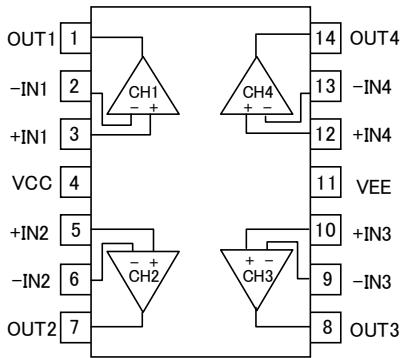 OUT1 1 14 OUT4
−IN1 2 CH1 CH4 13 −IN4
− + + −
+IN1 3 12 +IN4
VCC 4 11 VEE
+IN2 5 10 +IN3
− + + −
−IN2 6 CH2 CH3 9 −IN3
OUT2 7 8 OUT3